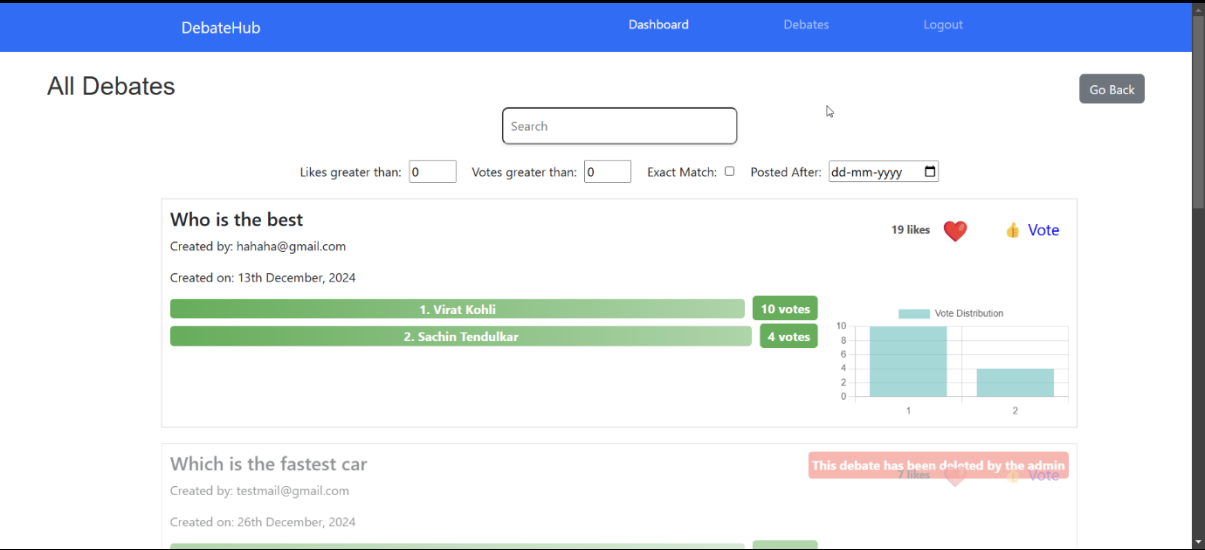 DebateHub Dashboard Debates Logout
All Debates
Go Back
Search
Likes greater than: 0 Votes greater than: 0 Exact Match: Posted After: dd-mm-yyyy
Who is the best
19 likes Vote
Created by: hahaha@gmail.com
Created on: 13th December, 2024
1. Virat Kohli 10 votes
2. Sachin Tendulkar 4 votes
Vote Distribution
10
8
6
4
2
0
1 2
Which is the fastest car
This debate has been deleted by the admin
7 likes Vote
Created by: testmail@gmail.com
Created on: 26th December, 2024